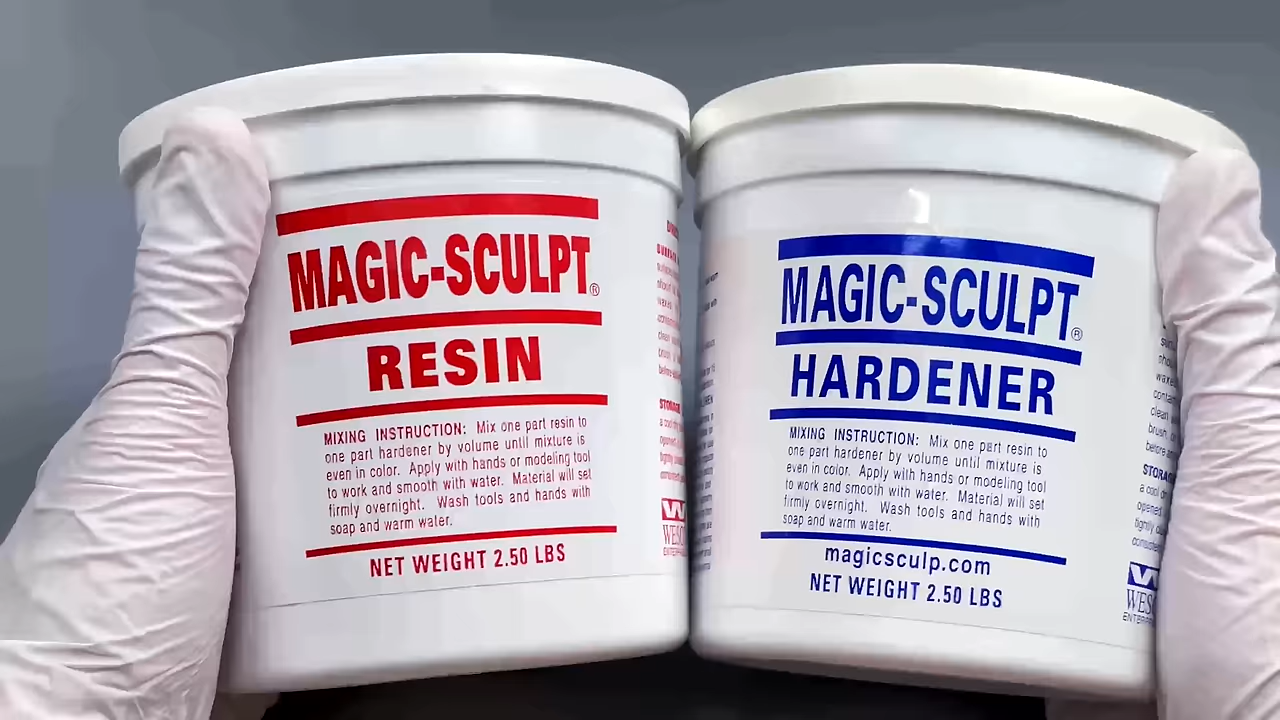 MAGIC-SCULPT®
RESIN
MIXING INSTRUCTION: Mix one part resin to
one part hardener by volume until mixture is
even in color. Apply with hands or modeling tool
to work and smooth with water. Material will set
firmly overnight. Wash tools and hands with
soap and warm water.
NET WEIGHT 2.50 LBS
MAGIC-SCULPT®
HARDENER
MIXING INSTRUCTION: Mix one part resin to
one part hardener by volume until mixture is
even in color. Apply with hands or modeling tool
to work and smooth with water. Material will set
firmly overnight. Wash tools and hands with
soap and warm water.
magicsculp.com
NET WEIGHT 2.50 LBS